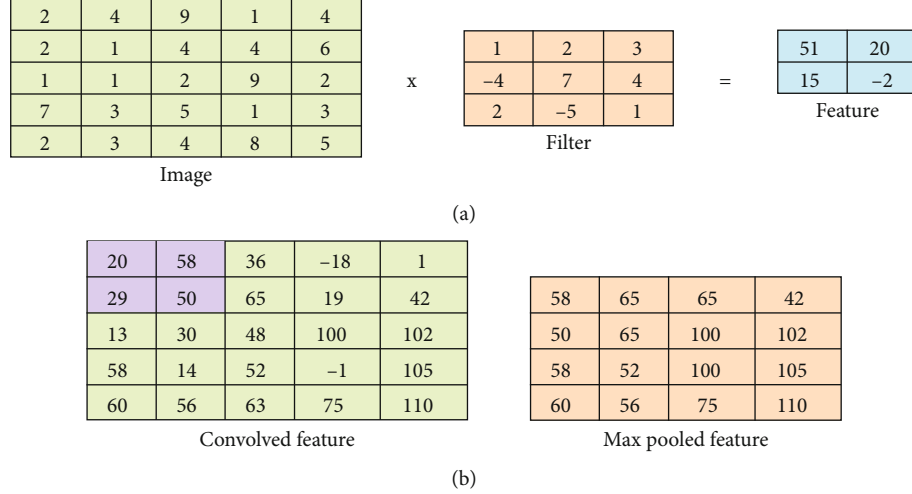 2 4 9 1 4
2 1 4 4 6
1 1 2 9 2
7 3 5 1 3
2 3 4 8 5
Image
x
1 2 3
–4 7 4
2 –5 1
Filter
=
51 20
15 –2
Feature
(a)
20 58 36 –18 1
29 50 65 19 42
13 30 48 100 102
58 14 52 –1 105
60 56 63 75 110
Convolved feature
58 65 65 42
50 65 100 102
58 52 100 105
60 56 75 110
Max pooled feature
(b)